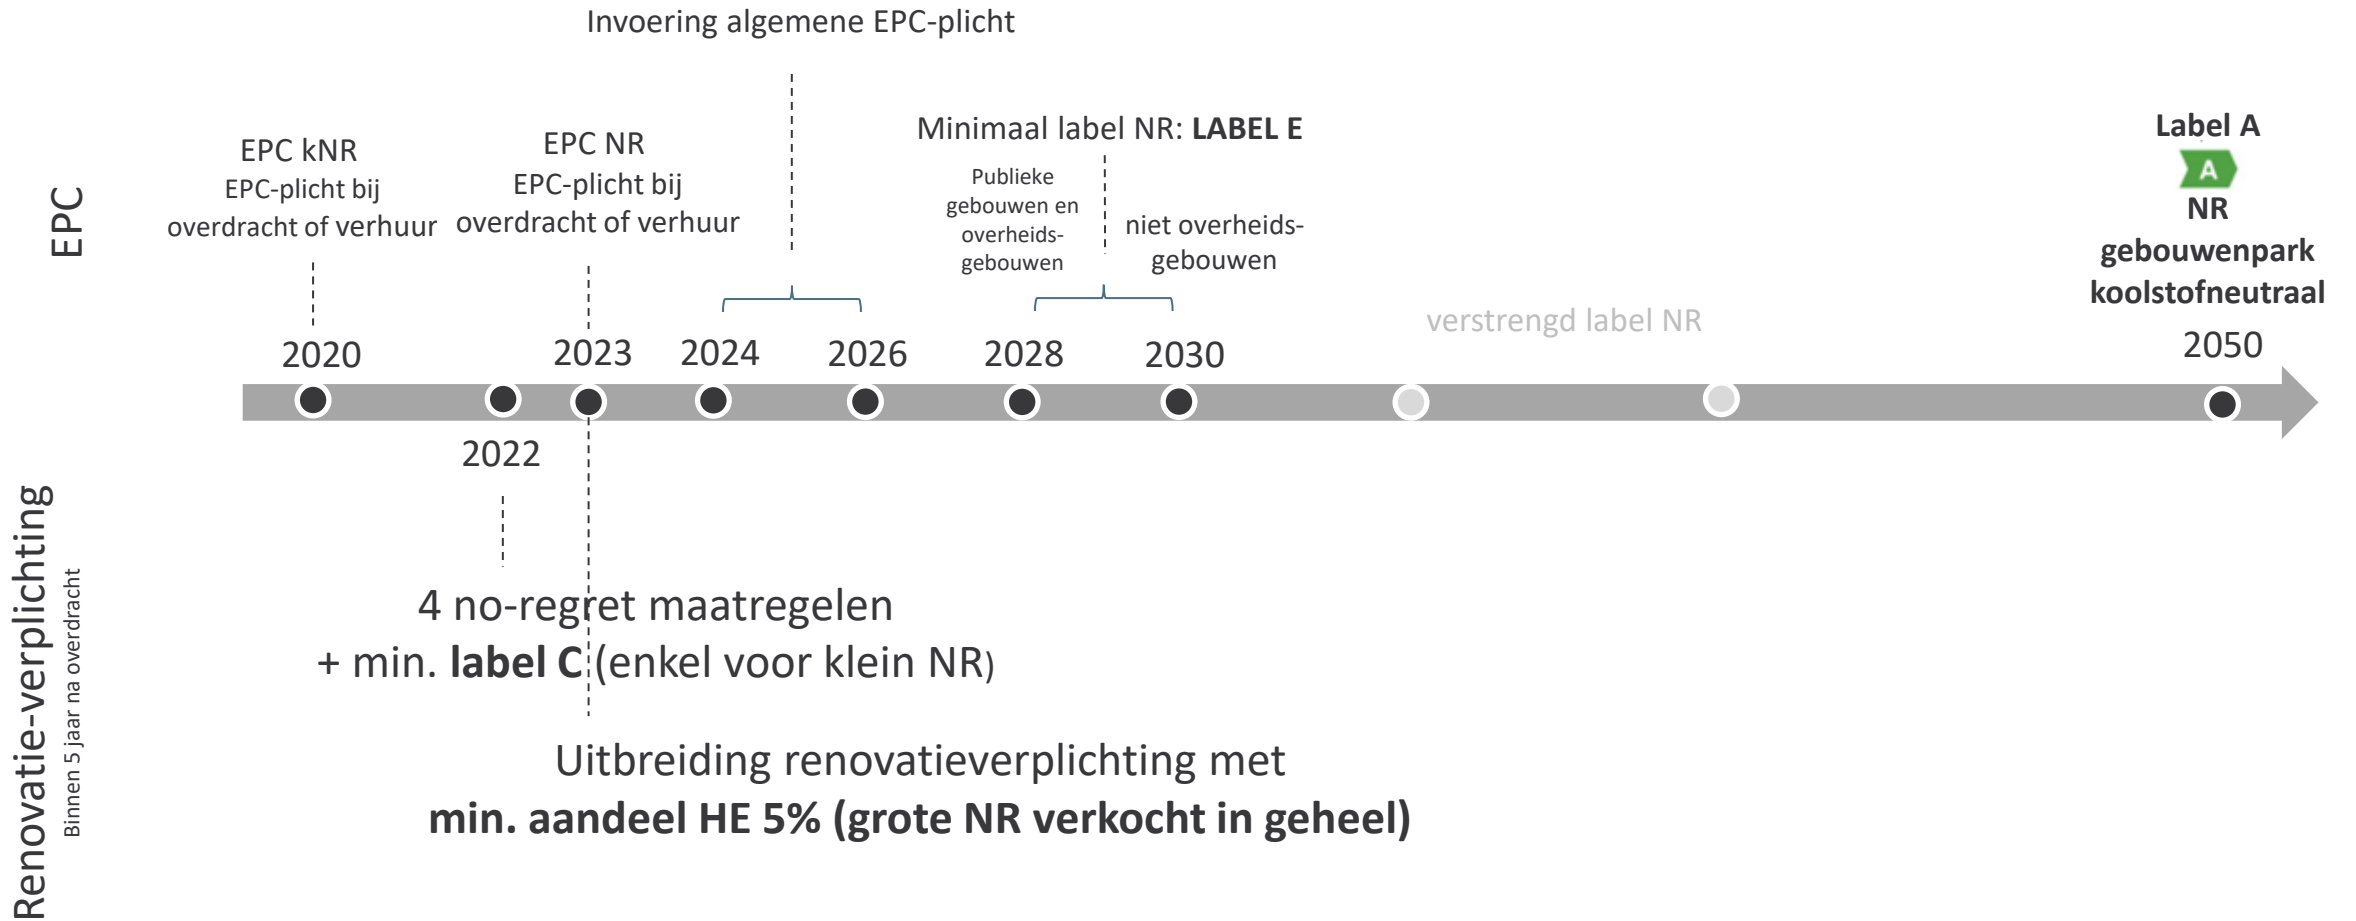 Invoering algemene EPC-plicht
EPC
EPC kNR
EPC-plicht bij
overdracht of verhuur
EPC NR
EPC-plicht bij
overdracht of verhuur
Minimaal label NR: LABEL E
Publieke
gebouwen en
overheids-
gebouwen
niet overheids-
gebouwen
verstrengd label NR
Label A
A
NR
gebouwenpark
koolstofneutraal
2020
2023
2024
2026
2028
2030
2050
2022
Renovatie-verplichting
Binnen 5 jaar na overdracht
4 no-regret maatregelen
+ min. label C (enkel voor klein NR)
Uitbreiding renovatieverplichting met
min. aandeel HE 5% (grote NR verkocht in geheel)